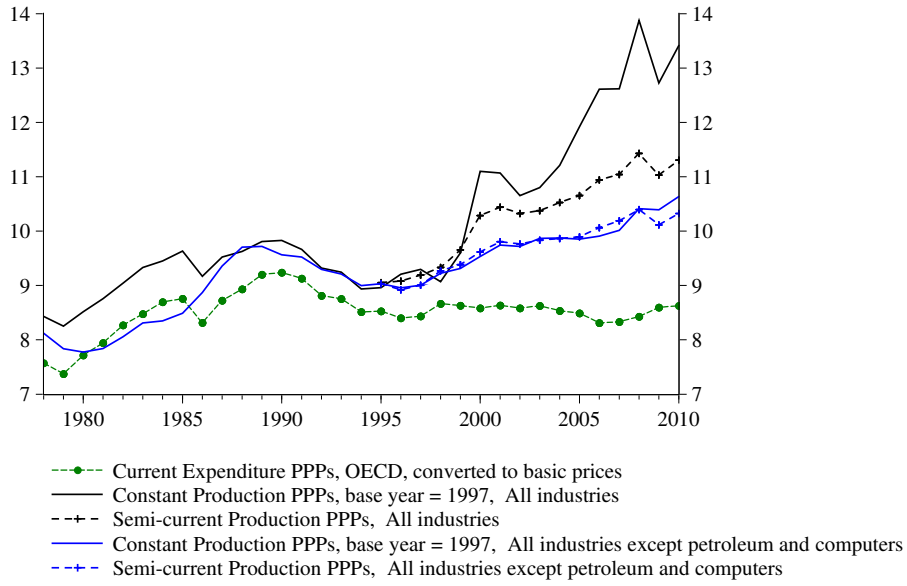 14 14
13 13
12 12
11 11
10 10
9 9
8 8
7 7
1980 1985 1990 1995 2000 2005 2010
Current Expenditure PPPs, OECD, converted to basic prices
Constant Production PPPs, base year = 1997, All industries
Semi-current Production PPPs, All industries
Constant Production PPPs, base year = 1997, All industries except petroleum and computers
Semi-current Production PPPs, All industries except petroleum and computers